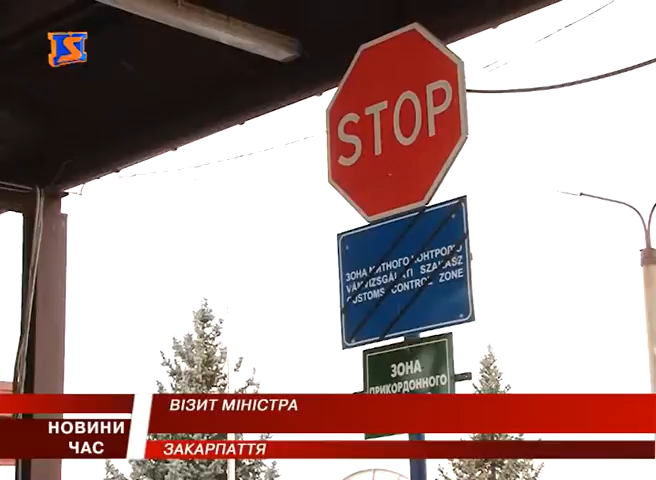 STOP
ЗОНА МИТНОГО КОНТРОЛЮ
VÁMVIZSGÁLATI SZAKASZ
CUSTOMS CONTROL ZONE
ЗОНА
ПРИКОРДОННОГО
ВІЗИТ МІНІСТРА
НОВИНИ
ЧАС
ЗАКАРПАТТЯ